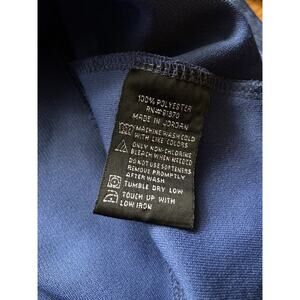 100% POLYESTER
RN# 91870
MADE IN JORDAN
MACHINE WASH COLD
WITH LIKE COLORS
ONLY NON-CHLORINE
BLEACH WHEN NEEDED
DO NOT USE SOFTENERS
REMOVE PROMPTLY
AFTER WASH
TUMBLE DRY LOW
TOUCH UP WITH
LOW IRON